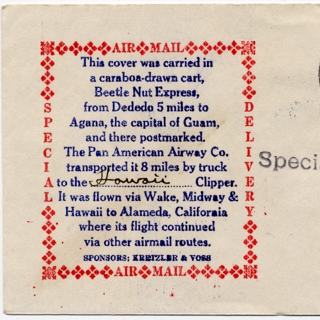 AIR MAIL
This cover was carried in
a caraboa-drawn cart,
Beetle Nut Express,
from Dededo 5 miles to
Agana, the capital of Guam,
and there postmarked.
The Pan American Airway Co.
transported it 8 miles by truck
to the Hawaii Clipper.
It was flown via Wake, Midway &
Hawaii to Alameda, California
where its flight continued
via other airmail routes.
SPONSORS; KREIZLER & VOSS
AIR MAIL
SPECIAL
DELIVERY
Speci